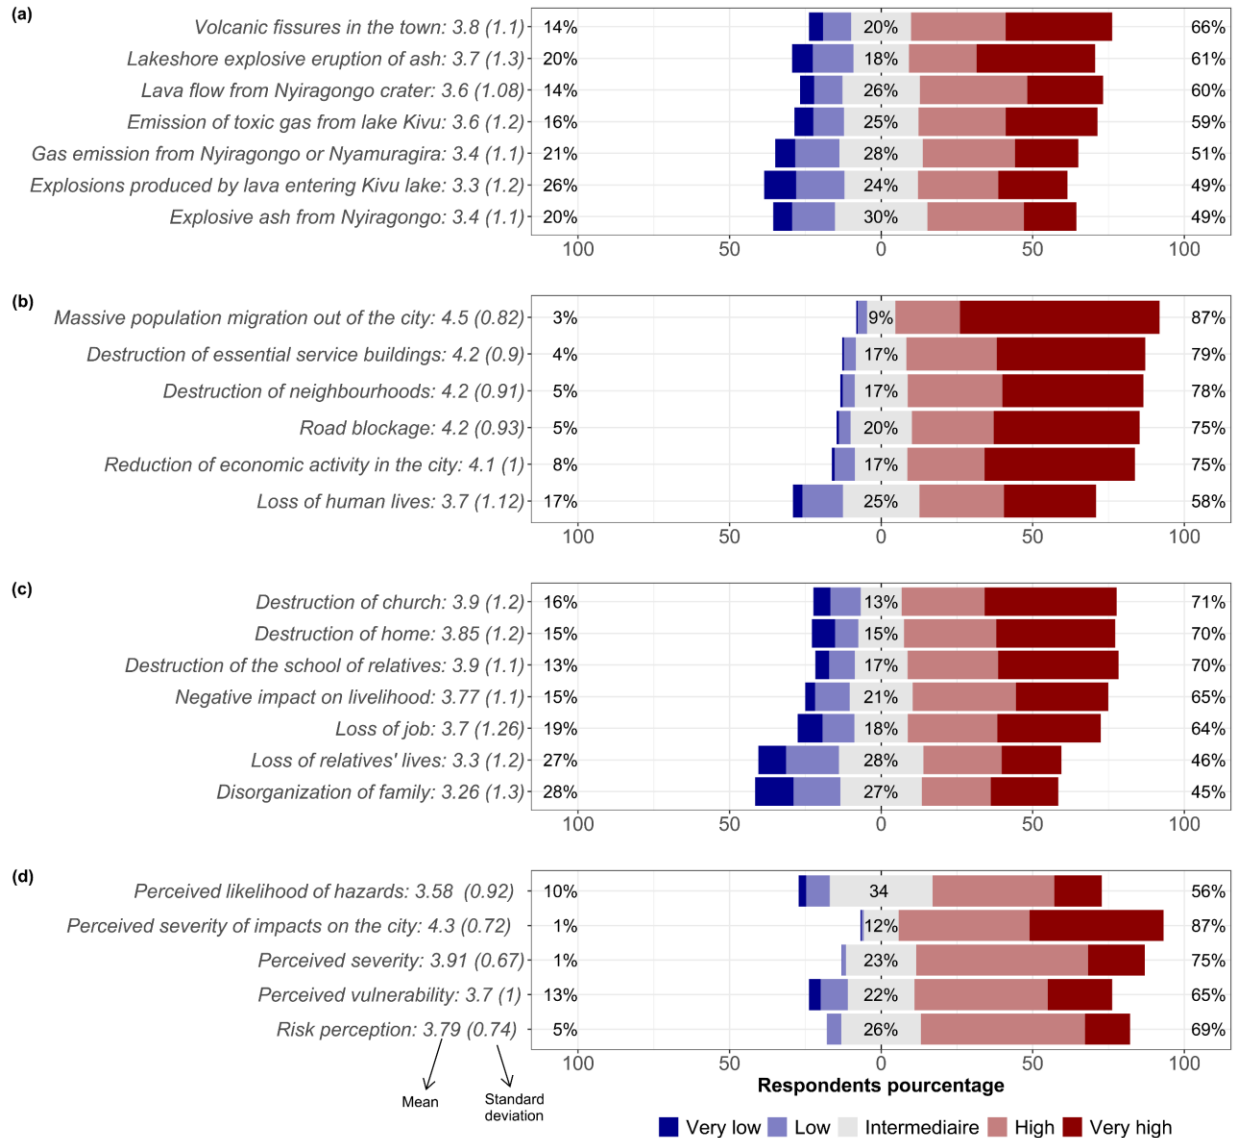 (a)
Volcanic fissures in the town: 3.8 (1.1) 14% 20% 66%
Lakeshore explosive eruption of ash: 3.7 (1.3) 20% 18% 61%
Lava flow from Nyiragongo crater: 3.6 (1.08) 14% 26% 60%
Emission of toxic gas from lake Kivu: 3.6 (1.2) 16% 25% 59%
Gas emission from Nyiragongo or Nyamuragira: 3.4 (1.1) 21% 28% 51%
Explosions produced by lava entering Kivu lake: 3.3 (1.2) 26% 24% 49%
Explosive ash from Nyiragongo: 3.4 (1.1) 20% 30% 49%
100 50 0 50 100
(b)
Massive population migration out of the city: 4.5 (0.82) 3% 9% 87%
Destruction of essential service buildings: 4.2 (0.9) 4% 17% 79%
Destruction of neighbourhoods: 4.2 (0.91) 5% 17% 78%
Road blockage: 4.2 (0.93) 5% 20% 75%
Reduction of economic activity in the city: 4.1 (1) 8% 17% 75%
Loss of human lives: 3.7 (1.12) 17% 25% 58%
100 50 0 50 100
(c)
Destruction of church: 3.9 (1.2) 16% 13% 71%
Destruction of home: 3.85 (1.2) 15% 15% 70%
Destruction of the school of relatives: 3.9 (1.1) 13% 17% 70%
Negative impact on livelihood: 3.77 (1.1) 15% 21% 65%
Loss of job: 3.7 (1.26) 19% 18% 64%
Loss of relatives' lives: 3.3 (1.2) 27% 28% 46%
Disorganization of family: 3.26 (1.3) 28% 27% 45%
100 50 0 50 100
(d)
Perceived likelihood of hazards: 3.58 (0.92) 10% 34 56%
Perceived severity of impacts on the city: 4.3 (0.72) 1% 12% 87%
Perceived severity: 3.91 (0.67) 1% 23% 75%
Perceived vulnerability: 3.7 (1) 13% 22% 65%
Risk perception: 3.79 (0.74) 5% 26% 69%
100 50 0 50 100
Mean
Standard
deviation
Respondents pourcentage
Very low Low Intermediaire High Very high